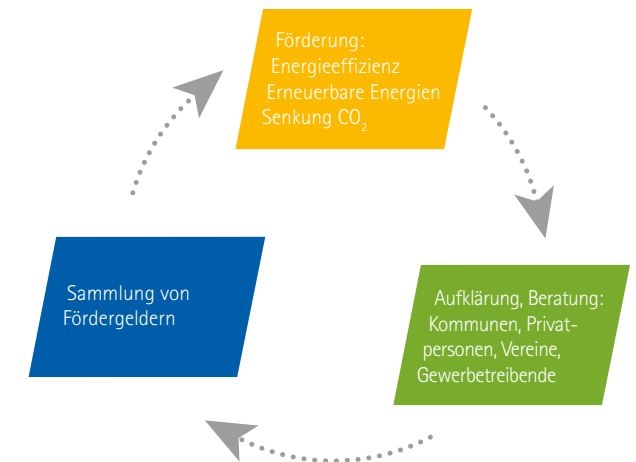 Förderung:
Energieeffizienz
Erneuerbare Energien
Senkung CO₂
Sammlung von
Fördergeldern
Aufklärung, Beratung:
Kommunen, Privat-
personen, Vereine,
Gewerbetreibende